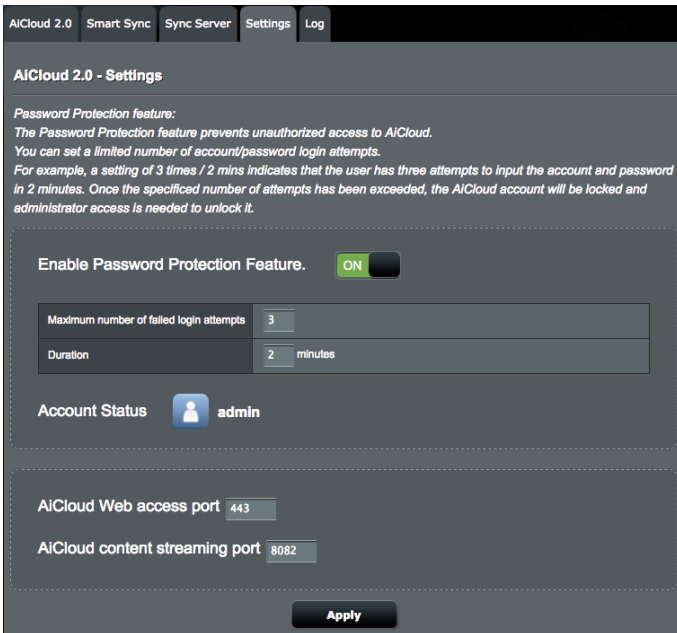 AiCloud 2.0 Smart Sync Sync Server Settings Log
AiCloud 2.0 - Settings
Password Protection feature:
The Password Protection feature prevents unauthorized access to AiCloud.
You can set a limited number of account/password login attempts.
For example, a setting of 3 times / 2 mins indicates that the user has three attempts to input the account and password
in 2 minutes. Once the specificed number of attempts has been exceeded, the AiCloud account will be locked and
administrator access is needed to unlock it.
Enable Password Protection Feature. ON
Maximum number of failed login attempts 3
Duration 2 minutes
Account Status admin
AiCloud Web access port 443
AiCloud content streaming port 8082
Apply